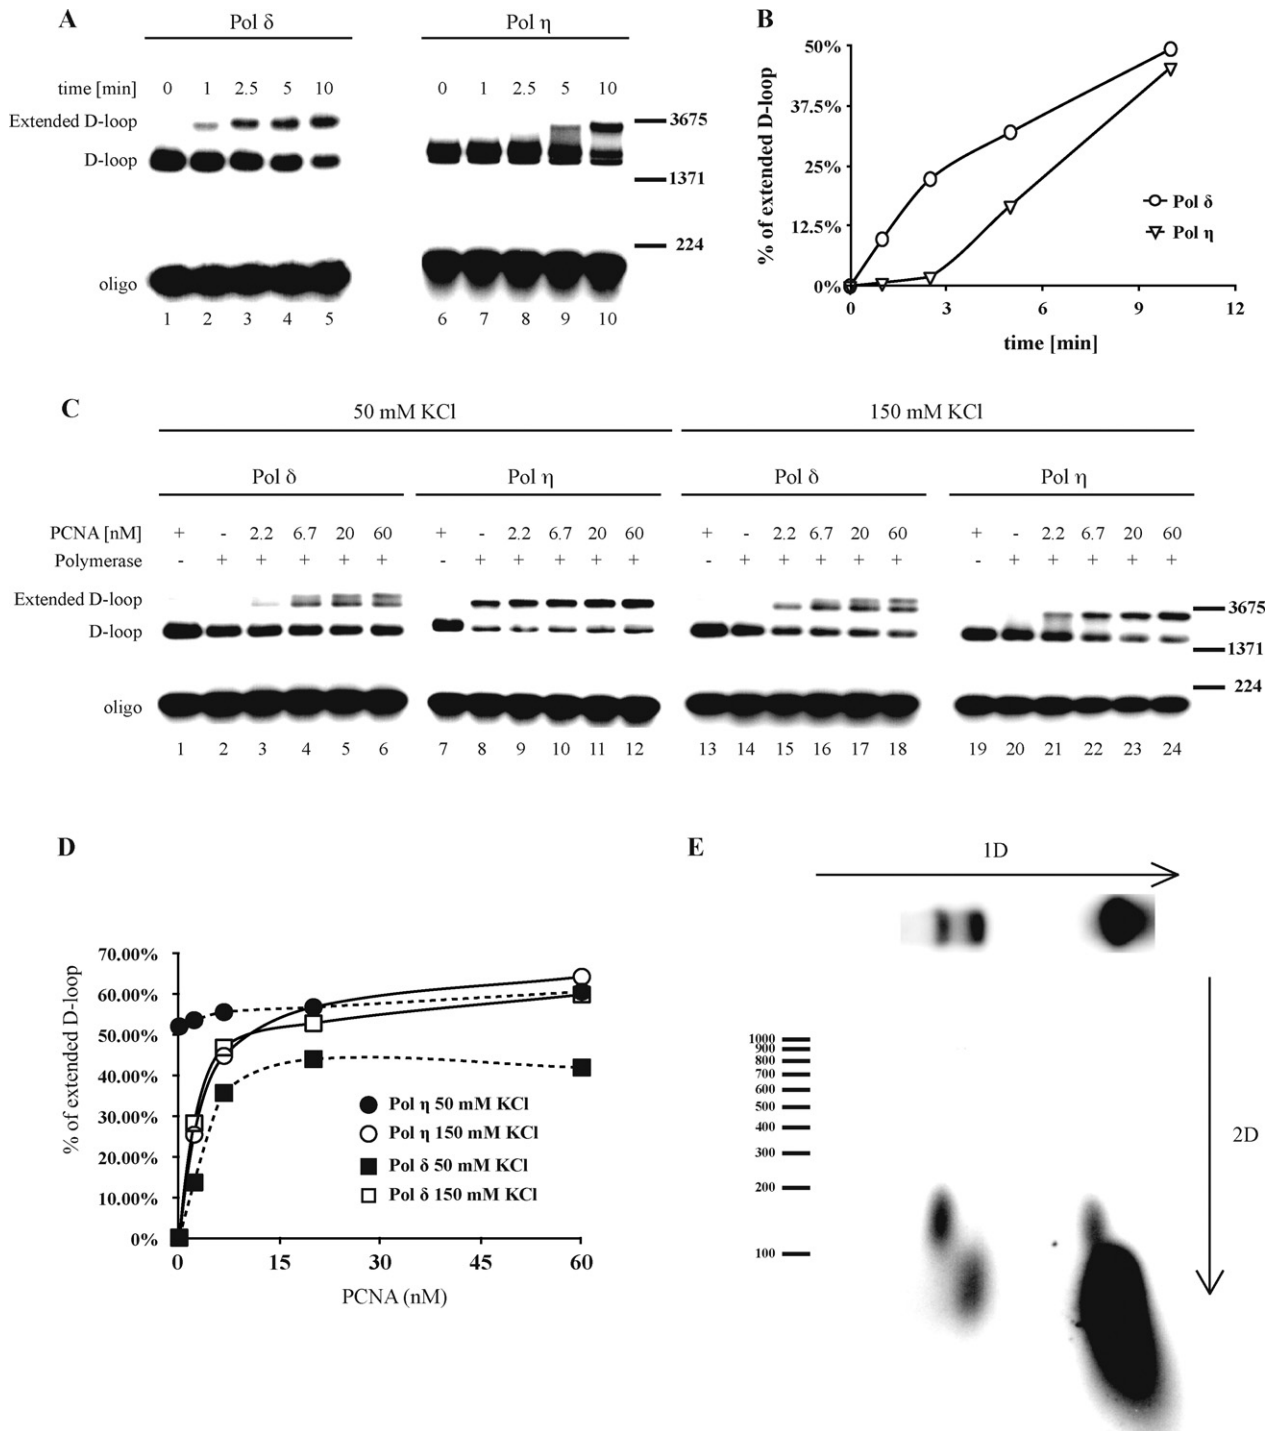 A
Pol δ
Pol η
time [min] 0 1 2.5 5 10 0 1 2.5 5 10
Extended D-loop
D-loop
oligo
3675
1371
224
1 2 3 4 5 6 7 8 9 10
B
% of extended D-loop
50%
37.5%
25%
12.5%
0%
0 3 6 9 12
time [min]
Pol δ
Pol η
C
50 mM KCl 150 mM KCl
Pol δ Pol η Pol δ Pol η
PCNA [nM] + - 2.2 6.7 20 60 + - 2.2 6.7 20 60 + - 2.2 6.7 20 60 + - 2.2 6.7 20 60
Polymerase - + + + + + - + + + + + - + + + + + - + + + + +
Extended D-loop
D-loop
oligo
3675
1371
224
1 2 3 4 5 6 7 8 9 10 11 12 13 14 15 16 17 18 19 20 21 22 23 24
D
% of extended D-loop
70.00%
60.00%
50.00%
40.00%
30.00%
20.00%
10.00%
0%
0 15 30 45 60
PCNA (nM)
Pol η 50 mM KCl
Pol η 150 mM KCl
Pol δ 50 mM KCl
Pol δ 150 mM KCl
E
1D
2D
1000
900
800
700
600
500
400
300
200
100